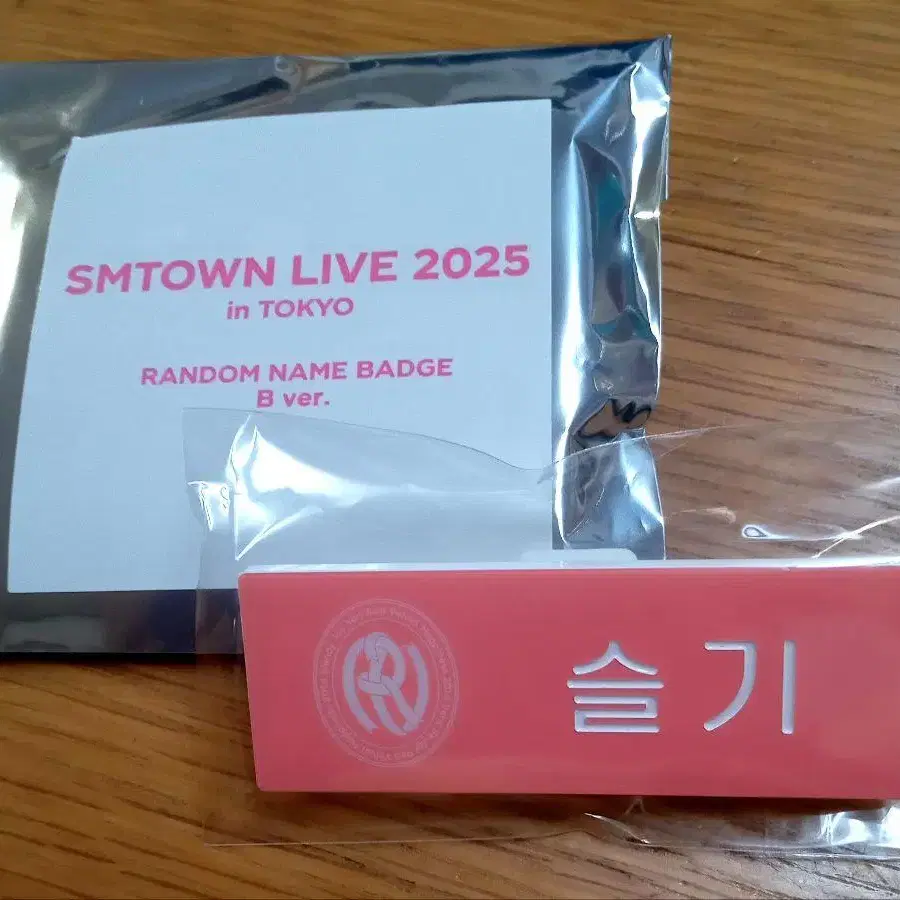 SMTOWN LIVE 2025
in TOKYO
RANDOM NAME BADGE
B ver.
슬기